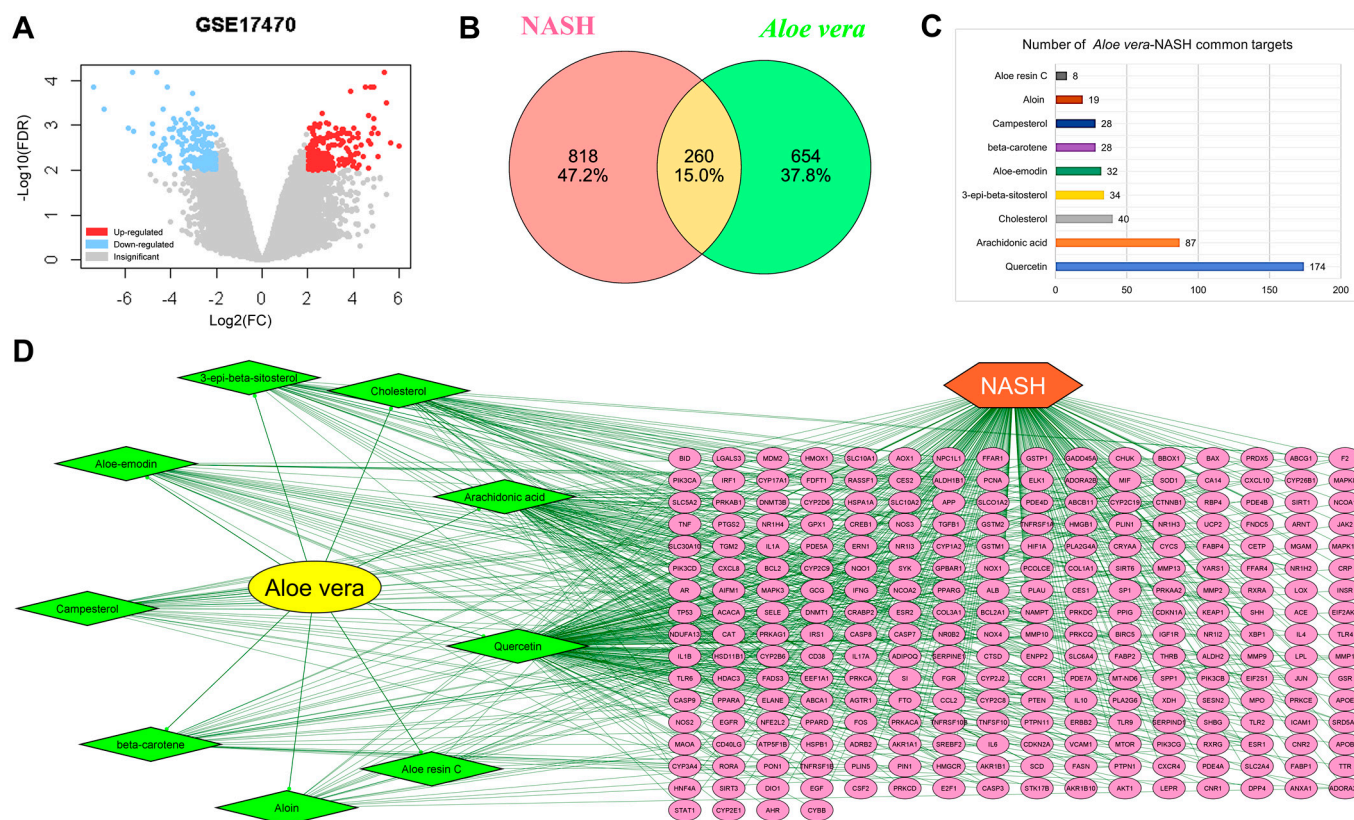 A
GSE17470
-Log10(FDR)
4
3
2
1
0
Up-regulated
Down-regulated
Insignificant
-6 -4 -2 0 2 4 6
Log2(FC)
B
NASH Aloe vera
818
47.2%
260
15.0%
654
37.8%
C
Number of Aloe vera-NASH common targets
Aloe resin C 8
Aloin 19
Campesterol 28
beta-carotene 28
Aloe-emodin 32
3-epi-beta-sitosterol 34
Cholesterol 40
Arachidonic acid 87
Quercetin 174
0 50 100 150 200
D
3-epi-beta-sitosterol
Cholesterol
Aloe-emodin
Arachidonic acid
Aloe vera
Campesterol
Quercetin
beta-carotene
Aloe resin C
Aloin
NASH
BID LGALS3 MDM2 HMOX1 SLC10A1 AOX1 NPC1L1 FFAR1 GSTP1 GADD45A CHUK BBOX1 BAX PRDX5 ABCG1 F2
PIK3CA IRF1 CYP17A1 FDFT1 RASSF1 CES2 ALDH1B1 PCNA ELK1 ADORA2B MIF SOD1 CA14 CXCL10 CYP26B1 MAPK
SLC5A2 PRKAB1 DNMT3B CYP2D6 HSPA1A SLC10A2 APP SLCO1A2 PDE4D ABCB11 CYP2C19 CTNNB1 RBP4 PDE4B SIRT1 NCOA
TNF PTGS2 NR1H4 GPX1 CREB1 NOS3 TGFB1 GSTM2 TNFRSF1A HMGB1 PLIN1 NR1H3 UCP2 FNDC5 ARNT JAK2
SLC30A10 TGM2 IL1A PDE5A ERN1 NR1I3 CYP1A2 GSTM1 HIF1A PLA2G4A CRYAA CYCS FABP4 CETP MGAM MAPK1
PIK3CD CXCL8 BCL2 CYP2C9 NQO1 SYK GPBAR1 NOX1 PCOLCE COL1A1 SIRT6 MMP13 YARS1 FFAR4 NR1H2 CRP
AR AIFM1 MAPK3 GCG IFNG NCOA2 PPARG ALB PLAU CES1 SP1 PRKAA2 MMP2 RXRA LOX INSR
TP53 ACACA SELE DNMT1 CRABP2 ESR2 COL3A1 BCL2A1 NAMPT PRKDC PPIG CDKN1A KEAP1 SHH ACE EIF2AK
NDUFA13 CAT PRKAG1 IRS1 CASP8 CASP7 NR0B2 NOX4 MMP10 PRKCQ BIRC5 IGF1R NR1I2 XBP1 IL4 TLR4
IL1B HSD11B1 CYP2B6 CD38 IL17A ADIPOQ SERPINE1 CTSD ENPP2 SLC6A4 FABP2 THRB ALDH2 MMP9 LPL MMP1
TLR6 HDAC3 FADS3 EEF1A1 PRKCA SI FGR CYP2J2 CCR1 PDE7A MT-ND6 SPP1 PIK3CB EIF2S1 JUN GSR
CASP9 PPARA ELANE ABCA1 AGTR1 FTO CCL2 CYP2C8 PTEN IL10 PLA2G6 XDH SESN2 MPO PRKCE APOE
NOS2 EGFR NFE2L2 PPARD FOS PRKACA TNFRSF10B TNFSF10 PTPN11 ERBB2 TLR9 SERPIND1 SHBG TLR2 ICAM1 SRD5A
MAOA CD40LG ATP5F1B HSPB1 ADRB2 AKR1A1 SREBF2 IL6 CDKN2A VCAM1 MTOR PIK3CG RXRG ESR1 CNR2 APOB
CYP3A4 RORA PON1 TNFRSF1B PLIN5 PIN1 HMGCR AKR1B1 SCD FASN PTPN1 CXCR4 PDE4A SLC2A4 FABP1 TTR
HNF4A SIRT3 DIO1 EGF CSF2 PRKCD E2F1 CASP3 STK17B AKR1B10 AKT1 LEPR CNR1 DPP4 ANXA1 ADORA
STAT1 CYP2E1 AHR CYBB